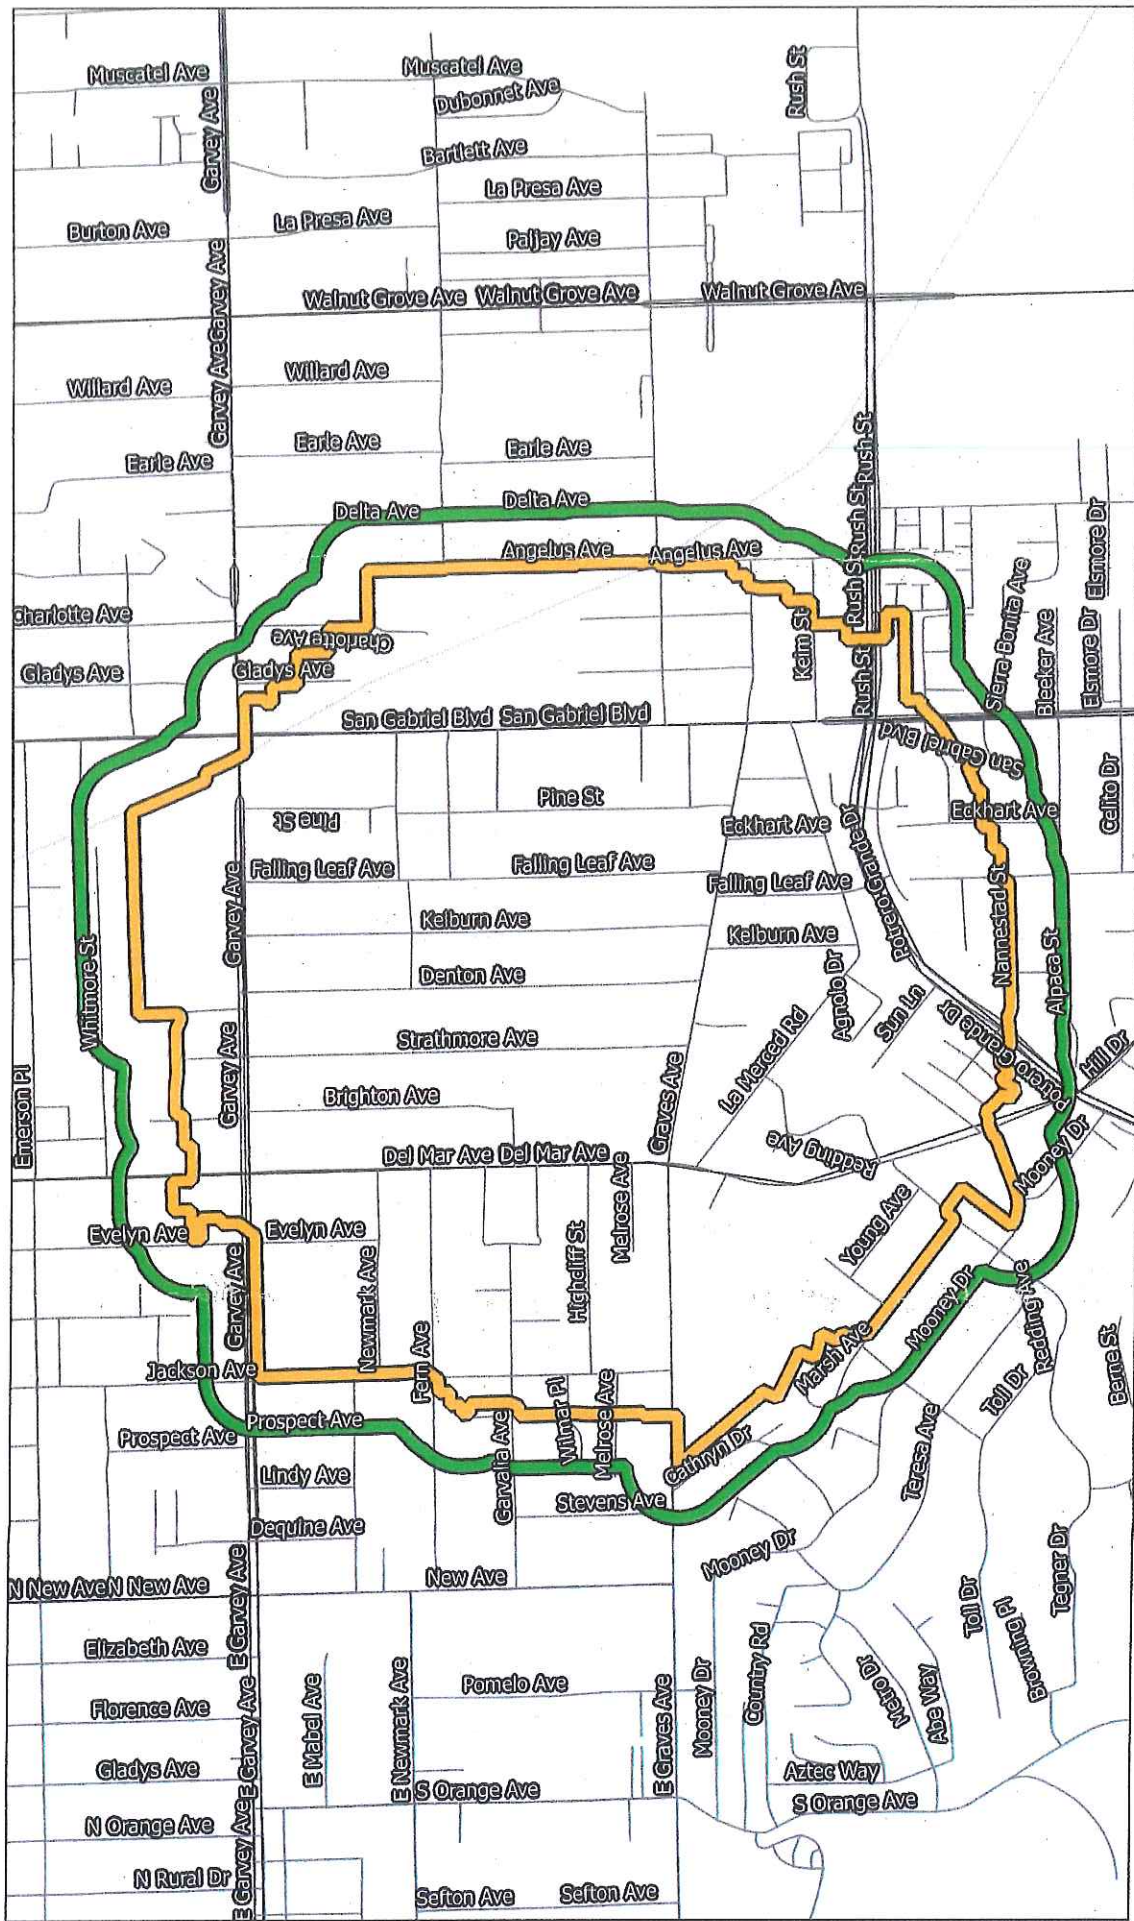 Muscatel Ave
Muscatel Ave
Rush St
Dubonnet Ave
Garvey Ave
Bartlett Ave
La Presa Ave
La Presa Ave
Burton Ave
Paljay Ave
Garvey Ave
Walnut Grove Ave
Walnut Grove Ave
Walnut Grove Ave
Garvey Ave
Willard Ave
Willard Ave
Earle Ave
Earle Ave
Earle Ave
Rush St
Rush St
Delta Ave
Delta Ave
Elsmore Dr
Angelus Ave
Angelus Ave
Rush St
Charlotte Ave
Charlotte Ave
Keim St
Sierra Bonita Ave
Bleeker Ave
Elsmore Dr
Gladys Ave
Gladys Ave
Rush St
San Gabriel Blvd
San Gabriel Blvd
San Gabriel Blvd
Pine St
Pine St
Eckhart Ave
Eckhart Ave
Celito Dr
Potrero Grande Dr
Garvey Ave
Falling Leaf Ave
Falling Leaf Ave
Falling Leaf Ave
Kelburn Ave
Kelburn Ave
Nannestad St
Whitmore St
Denton Ave
Agnolo Dr
Sun Ln
Alpaca St
Garvey Ave
Strathmore Ave
La Merced Rd
Potrero Grande Dr
Hill Dr
Emerson Pl
Brighton Ave
Graves Ave
Del Mar Ave
Del Mar Ave
Melrose Ave
Redding Ave
Mooney Dr
Evelyn Ave
Evelyn Ave
Young Ave
Garvey Ave
Newmark Ave
Highcliff St
Mooney Dr
Redding Ave
Jackson Ave
Fern Ave
Marsh Ave
Toll Dr
Berne St
Prospect Ave
Prospect Ave
Garvalia Ave
Wilmar Pl
Melrose Ave
Cathryn Dr
Teresa Ave
Lindy Ave
Stevens Ave
Dequine Ave
Mooney Dr
N New Ave
N New Ave
E Garvey Ave
New Ave
Toll Dr
Browning Pl
Tegner Dr
Elizabeth Ave
Florence Ave
E Garvey Ave
E Mabel Ave
E Newmark Ave
Pomelo Ave
E Graves Ave
Mooney Dr
Country Rd
Metro Dr
Abe Way
Gladys Ave
S Orange Ave
Aztec Way
S Orange Ave
N Orange Ave
E Garvey Ave
N Rural Dr
Sefton Ave
Sefton Ave